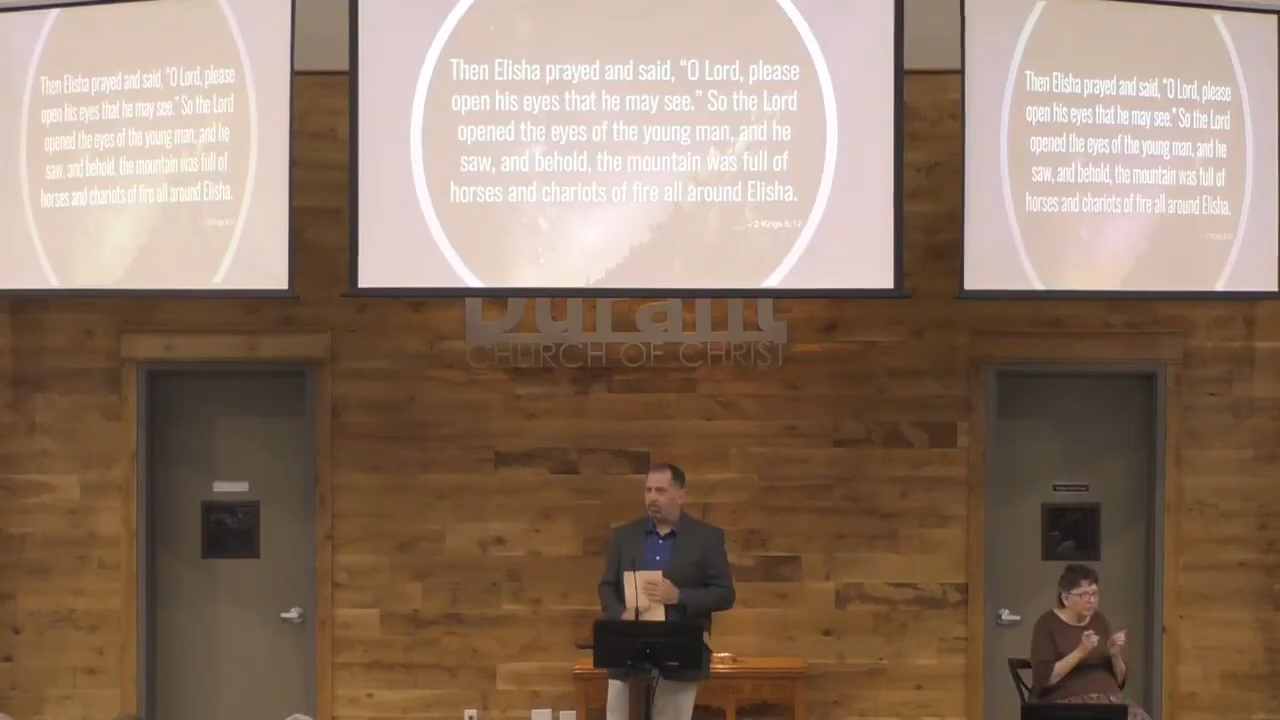 Then Elisha prayed and said, “O Lord, please
open his eyes that he may see.” So the Lord
opened the eyes of the young man, and he
saw, and behold, the mountain was full of
horses and chariots of fire all around Elisha.
Then Elisha prayed and said, “O Lord, please
open his eyes that he may see.” So the Lord
opened the eyes of the young man, and he
saw, and behold, the mountain was full of
horses and chariots of fire all around Elisha.
- 2 Kings 6:17
Then Elisha prayed and said, “O Lord, please
open his eyes that he may see.” So the Lord
opened the eyes of the young man, and he
saw, and behold, the mountain was full of
horses and chariots of fire all around Elisha.
Durant
CHURCH OF CHRIST